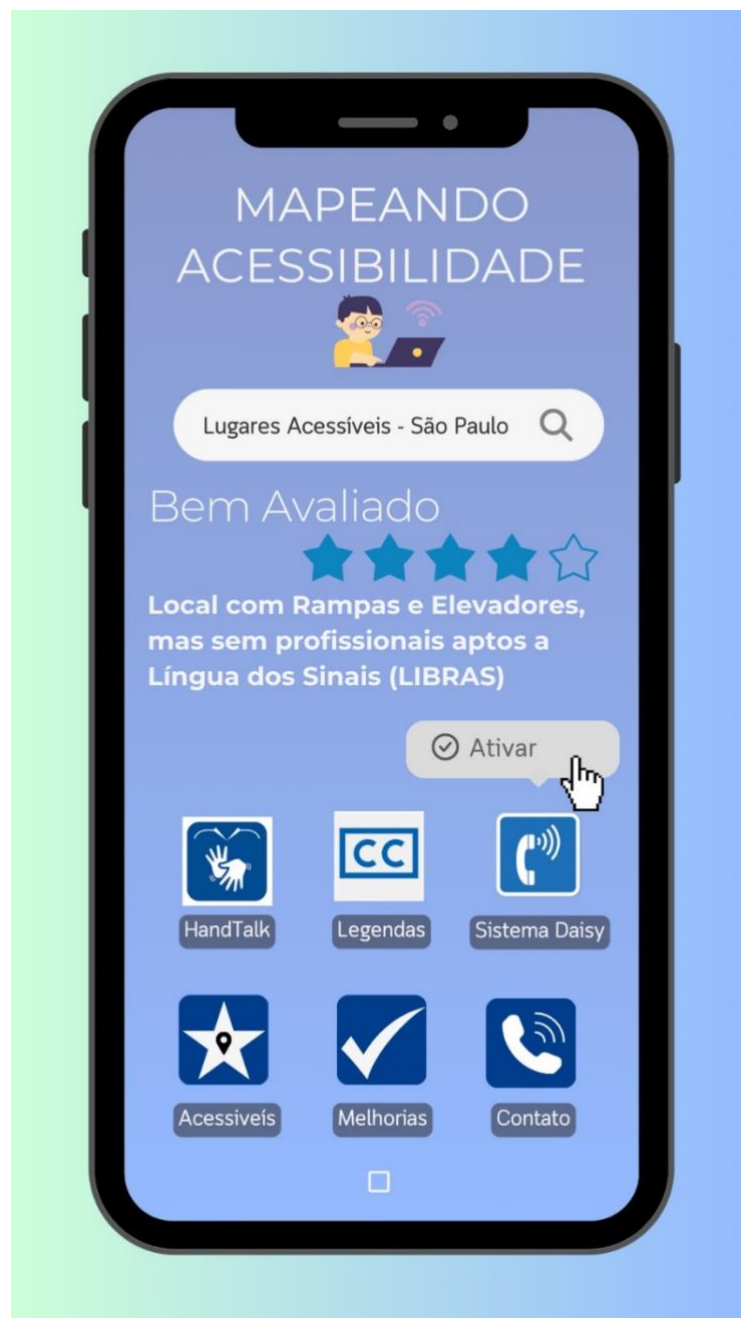 MAPEANDO
ACESSIBILIDADE
Lugares Acessíveis - São Paulo
Bem Avaliado
Local com Rampas e Elevadores,
mas sem profissionais aptos a
Língua dos Sinais (LIBRAS)
Ativar
CC
HandTalk
Legendas
Sistema Daisy
Acessiveís
Melhorias
Contato